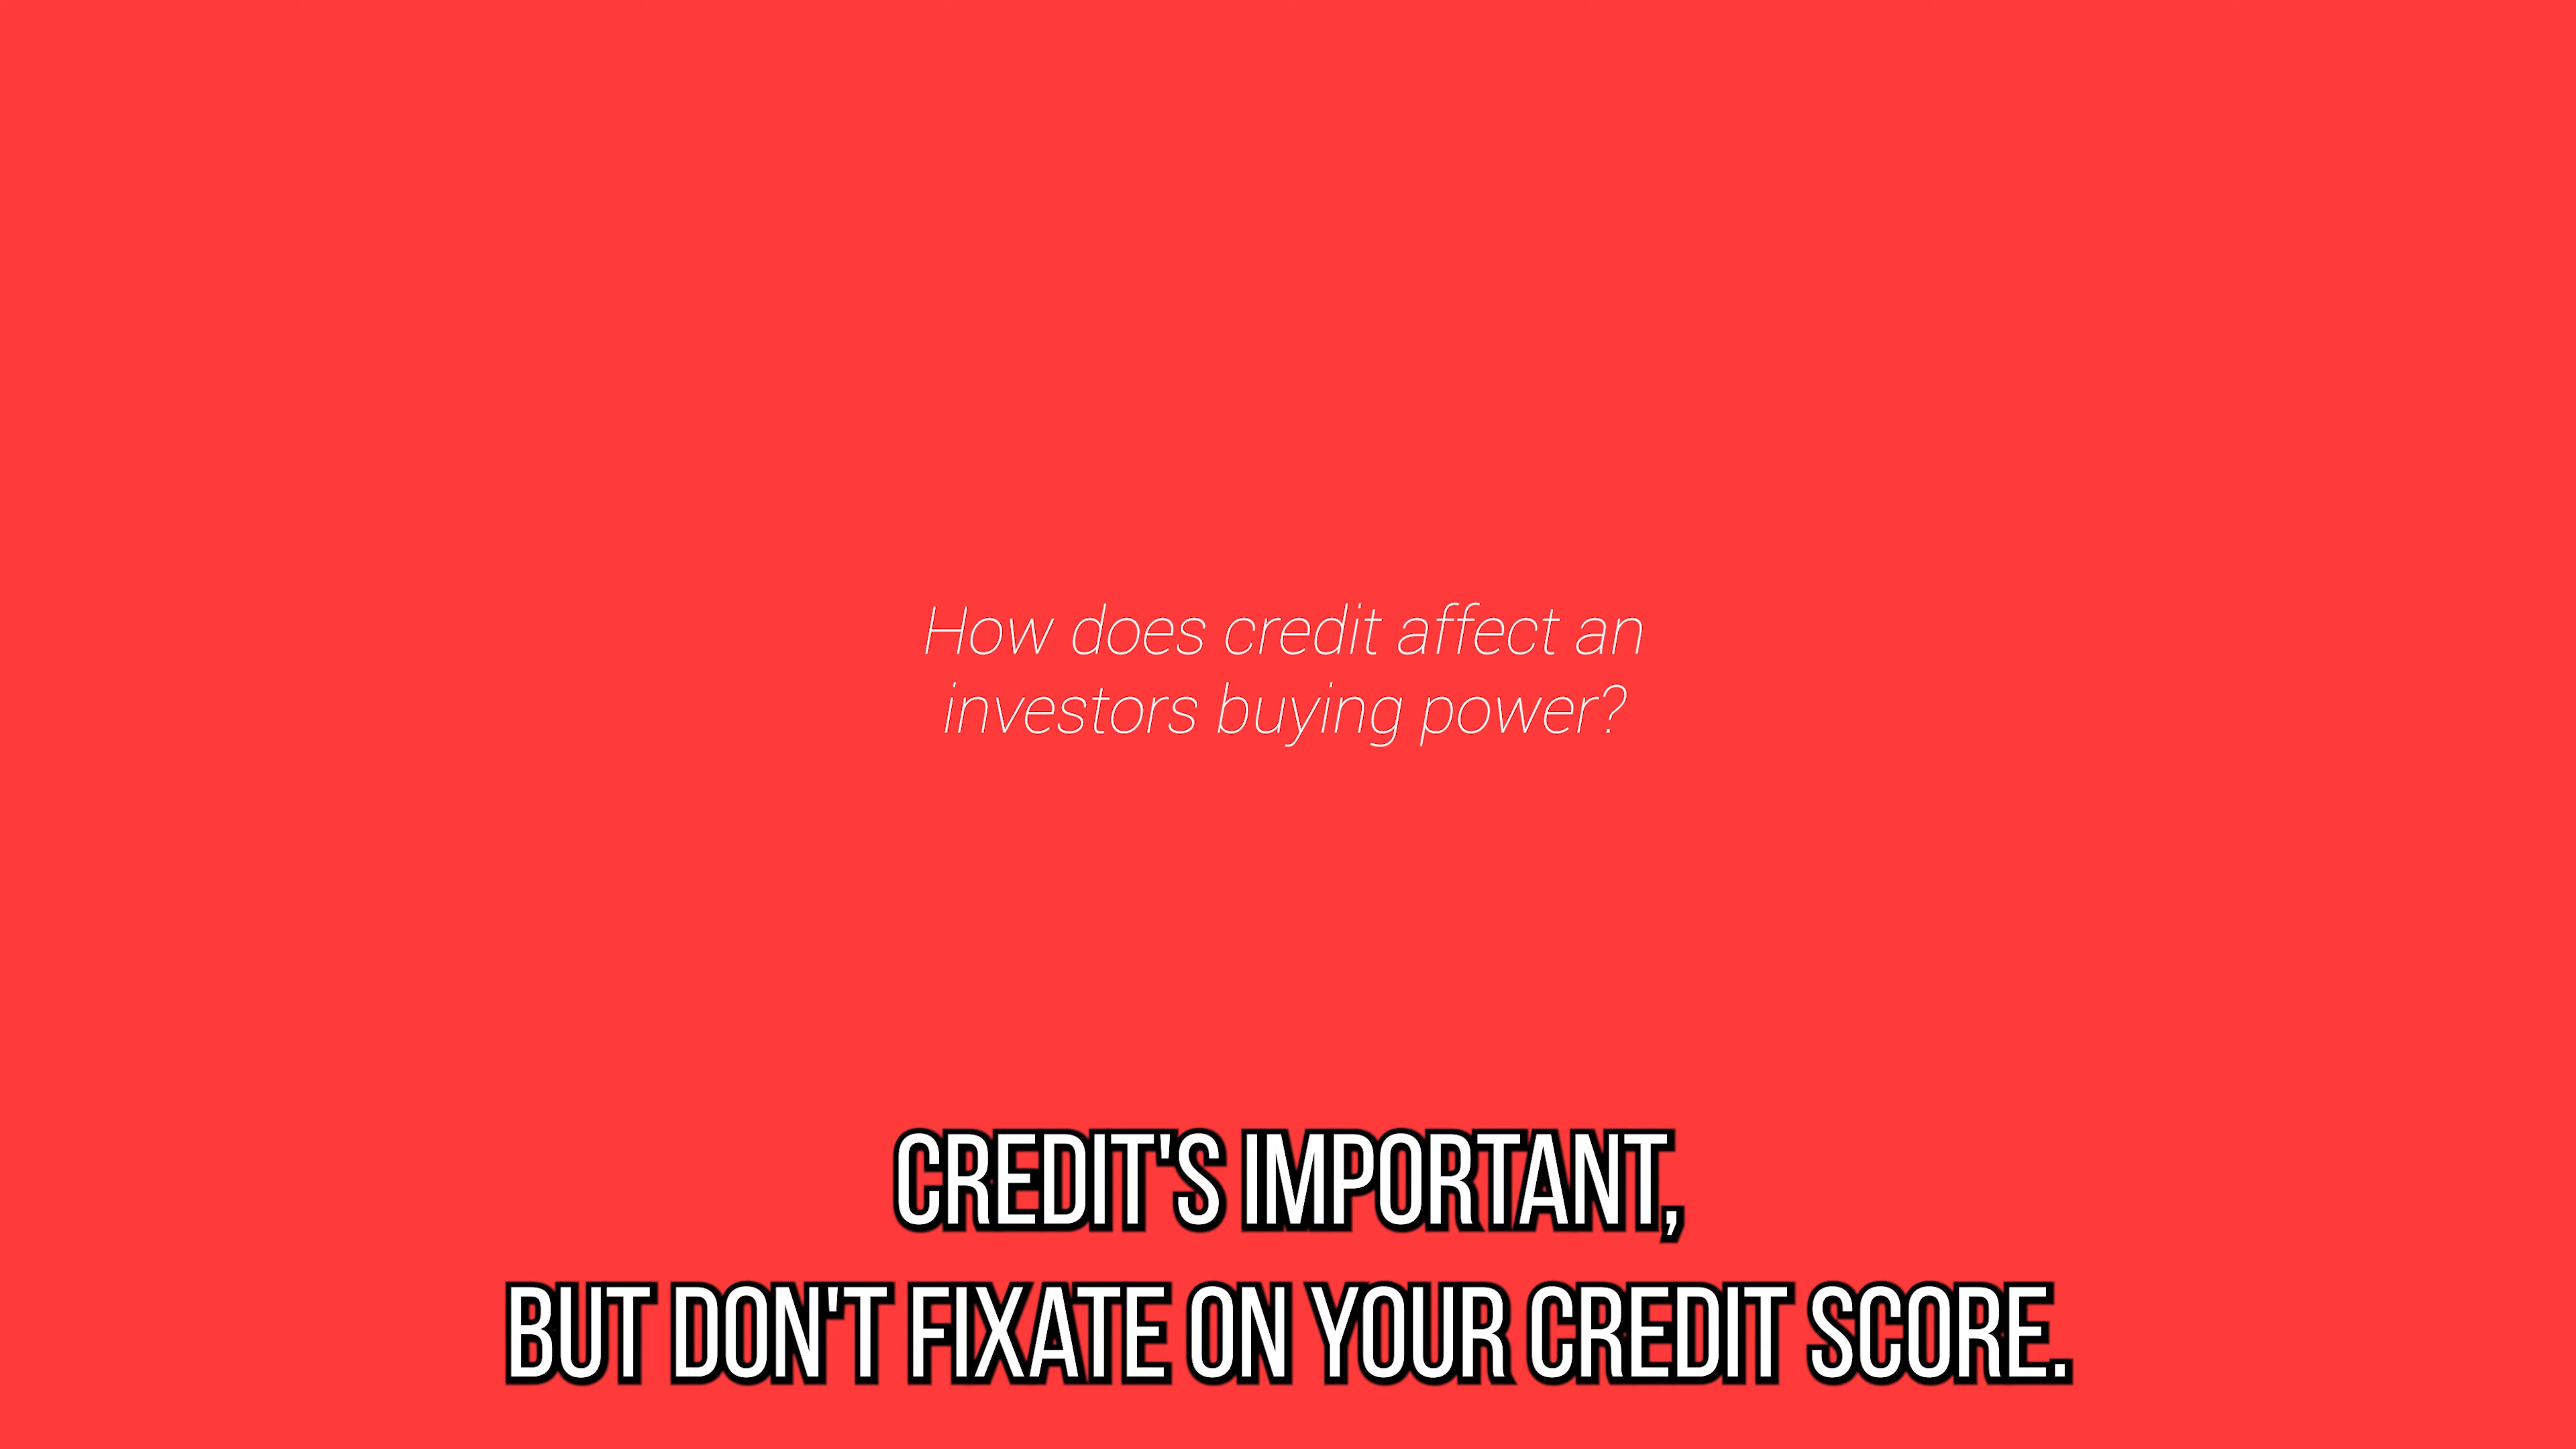 How does credit affect an
investors buying power?
CREDIT'S IMPORTANT,
BUT DON'T FIXATE ON YOUR CREDIT SCORE.